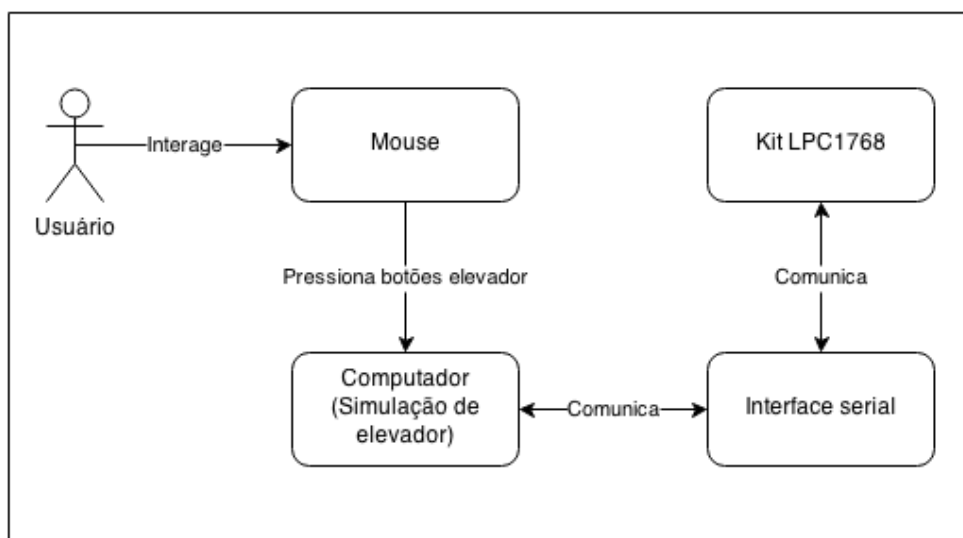 Interage
Mouse
Kit LPC1768
Usuário
Pressiona botões elevador
Comunica
Computador
(Simulação de
elevador)
Comunica
Interface serial